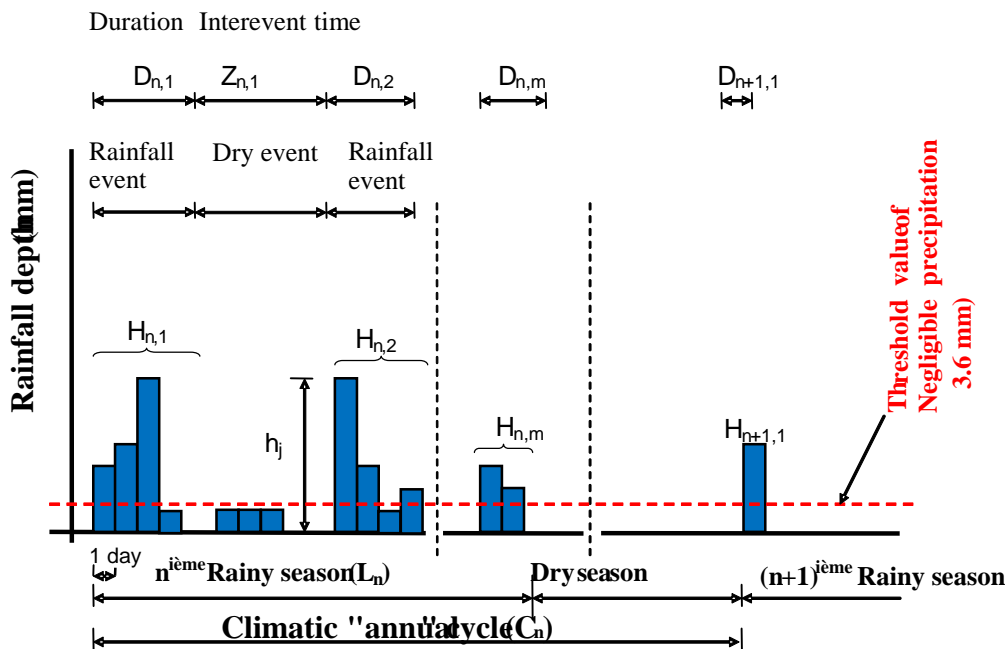 Duration Interevent time
Dn,1 Zn,1 Dn,2 Dn,m Dn+1,1
Rainfall event
Dry event
Rainfall event
Rainfall depth(mm)
Threshold value of
Negligible precipitation
3.6 mm)
Hn,1
Hn,2
hj
Hn,m
Hn+1,1
1 day
nième Rainy season(Ln)
Dry season
(n+1)ième Rainy season
Climatic "annual"cycle(Cn)